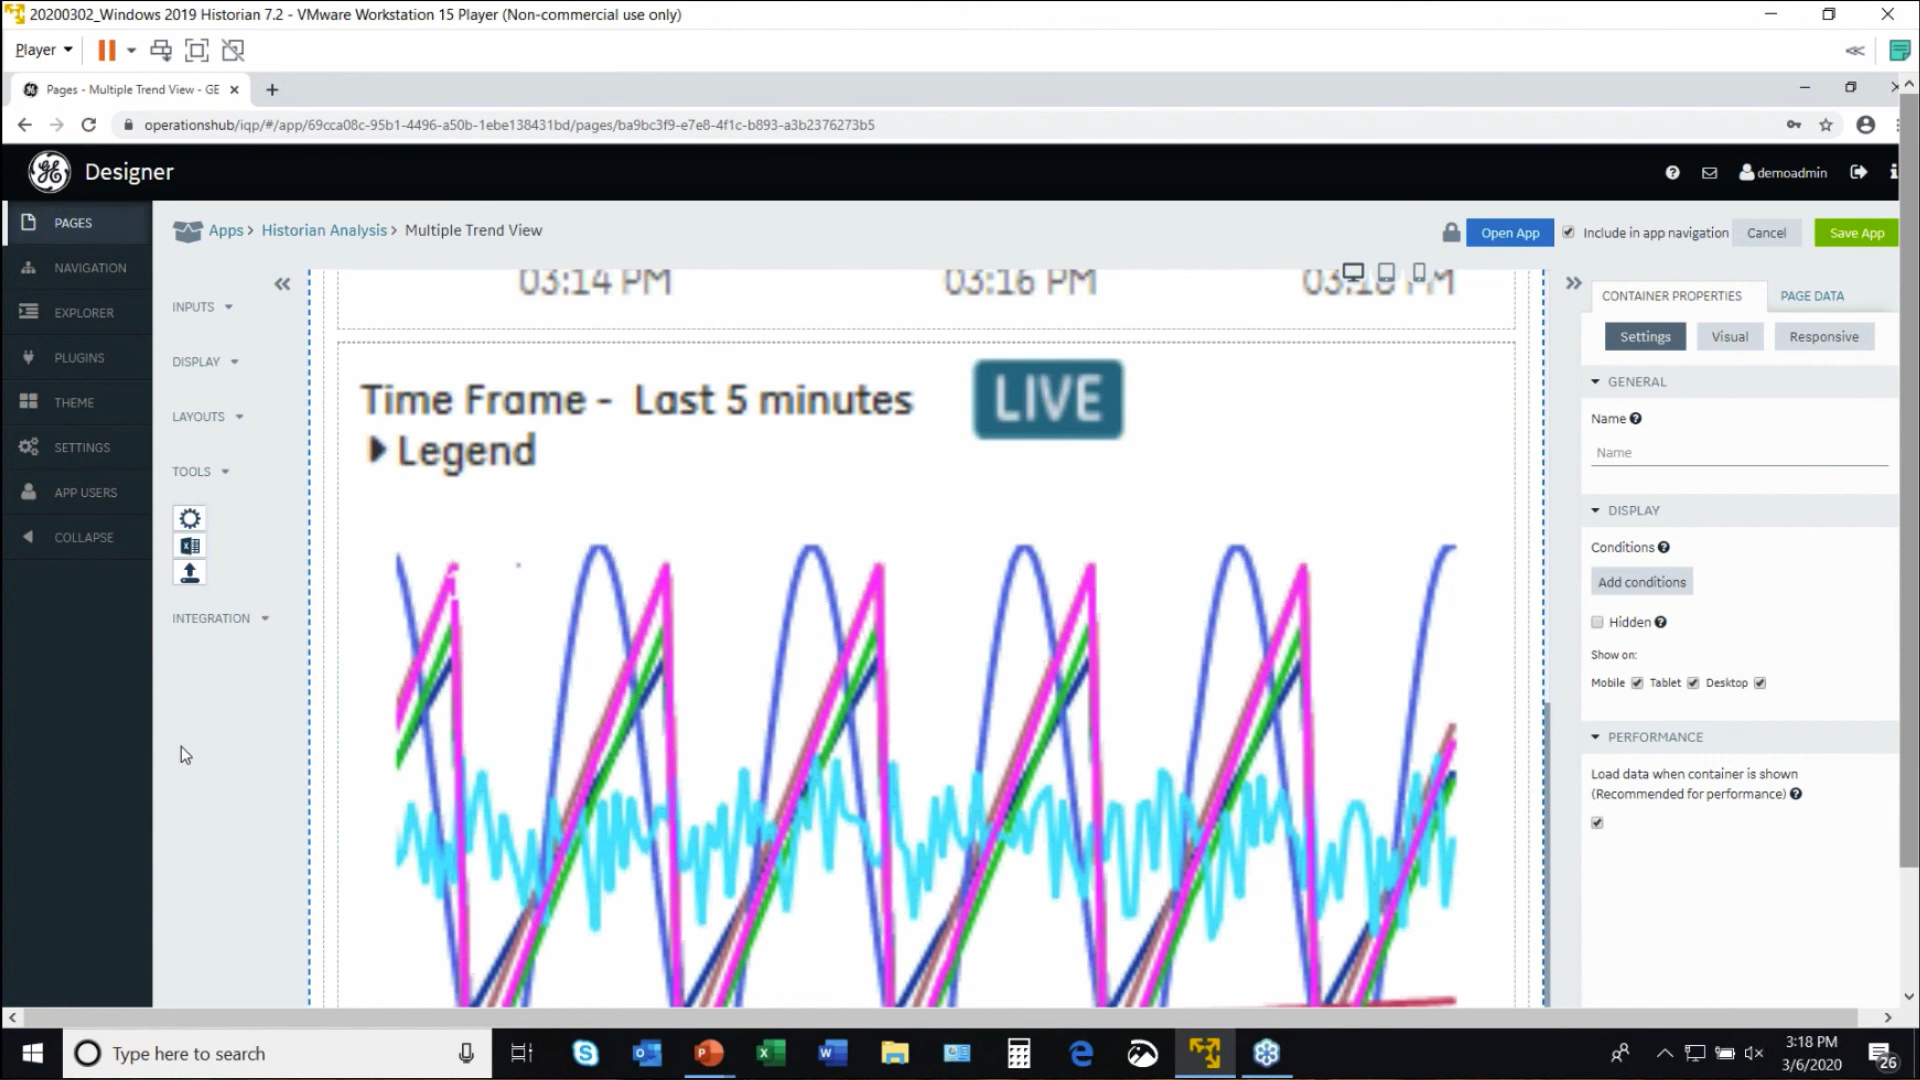 20200302_Windows 2019 Historian 7.2 - VMware Workstation 15 Player (Non-commercial use only)
Player
Pages - Multiple Trend View - GE
operationshub/iqp/#/app/69cca08c-95b1-4496-a50b-1ebe138431bd/pages/ba9bc3f9-e7e8-4f1c-b893-a3b2376273b5
Designer
demoadmin
PAGES
NAVIGATION
EXPLORER
PLUGINS
THEME
SETTINGS
APP USERS
COLLAPSE
Apps > Historian Analysis > Multiple Trend View
Open App
Include in app navigation
Cancel
Save App
INPUTS
DISPLAY
LAYOUTS
TOOLS
INTEGRATION
03:14 PM 03:16 PM 03:18 PM
Time Frame - Last 5 minutes
LIVE
Legend
CONTAINER PROPERTIES
PAGE DATA
Settings
Visual
Responsive
GENERAL
Name
Name
DISPLAY
Conditions
Add conditions
Hidden
Show on:
Mobile Tablet Desktop
PERFORMANCE
Load data when container is shown
(Recommended for performance)
Type here to search
3:18 PM
3/6/2020
26